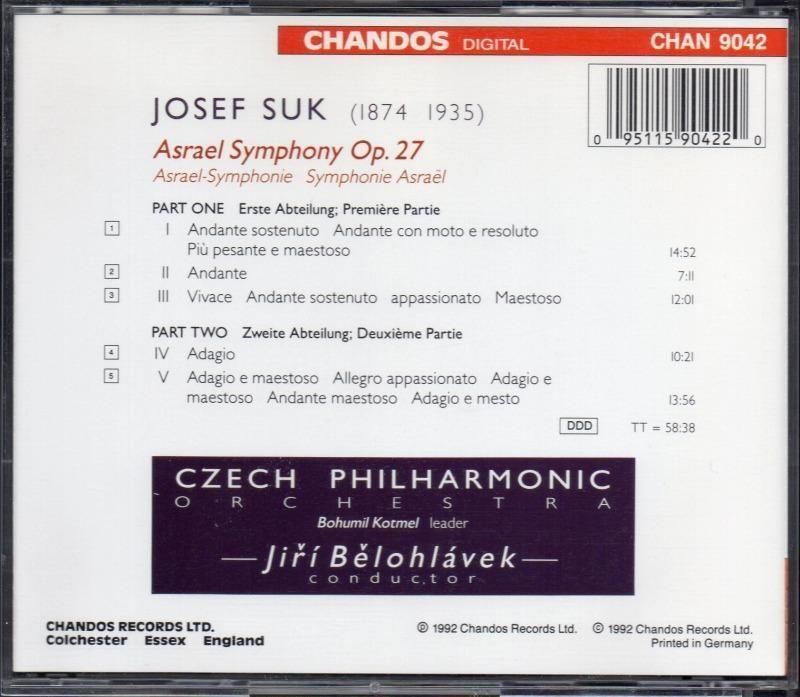 CHANDOS DIGITAL CHAN 9042
JOSEF SUK (1874 1935)
0 95115 90422 0
Asrael Symphony Op. 27
Asrael-Symphonie Symphonie Asraël
PART ONE Erste Abteilung; Première Partie
1 I Andante sostenuto Andante con moto e resoluto
Più pesante e maestoso 14:52
2 II Andante 7:11
3 III Vivace Andante sostenuto appassionato Maestoso 12:01
PART TWO Zweite Abteilung; Deuxième Partie
4 IV Adagio 10:21
5 V Adagio e maestoso Allegro appassionato Adagio e
maestoso Andante maestoso Adagio e mesto 13:56
DDD TT = 58:38
CZECH PHILHARMONIC
ORCHESTRA
Bohumil Kotmel leader
Jiří Bělohlávek
conductor
CHANDOS RECORDS LTD.
Colchester Essex England
℗ 1992 Chandos Records Ltd. © 1992 Chandos Records Ltd.
Printed in Germany